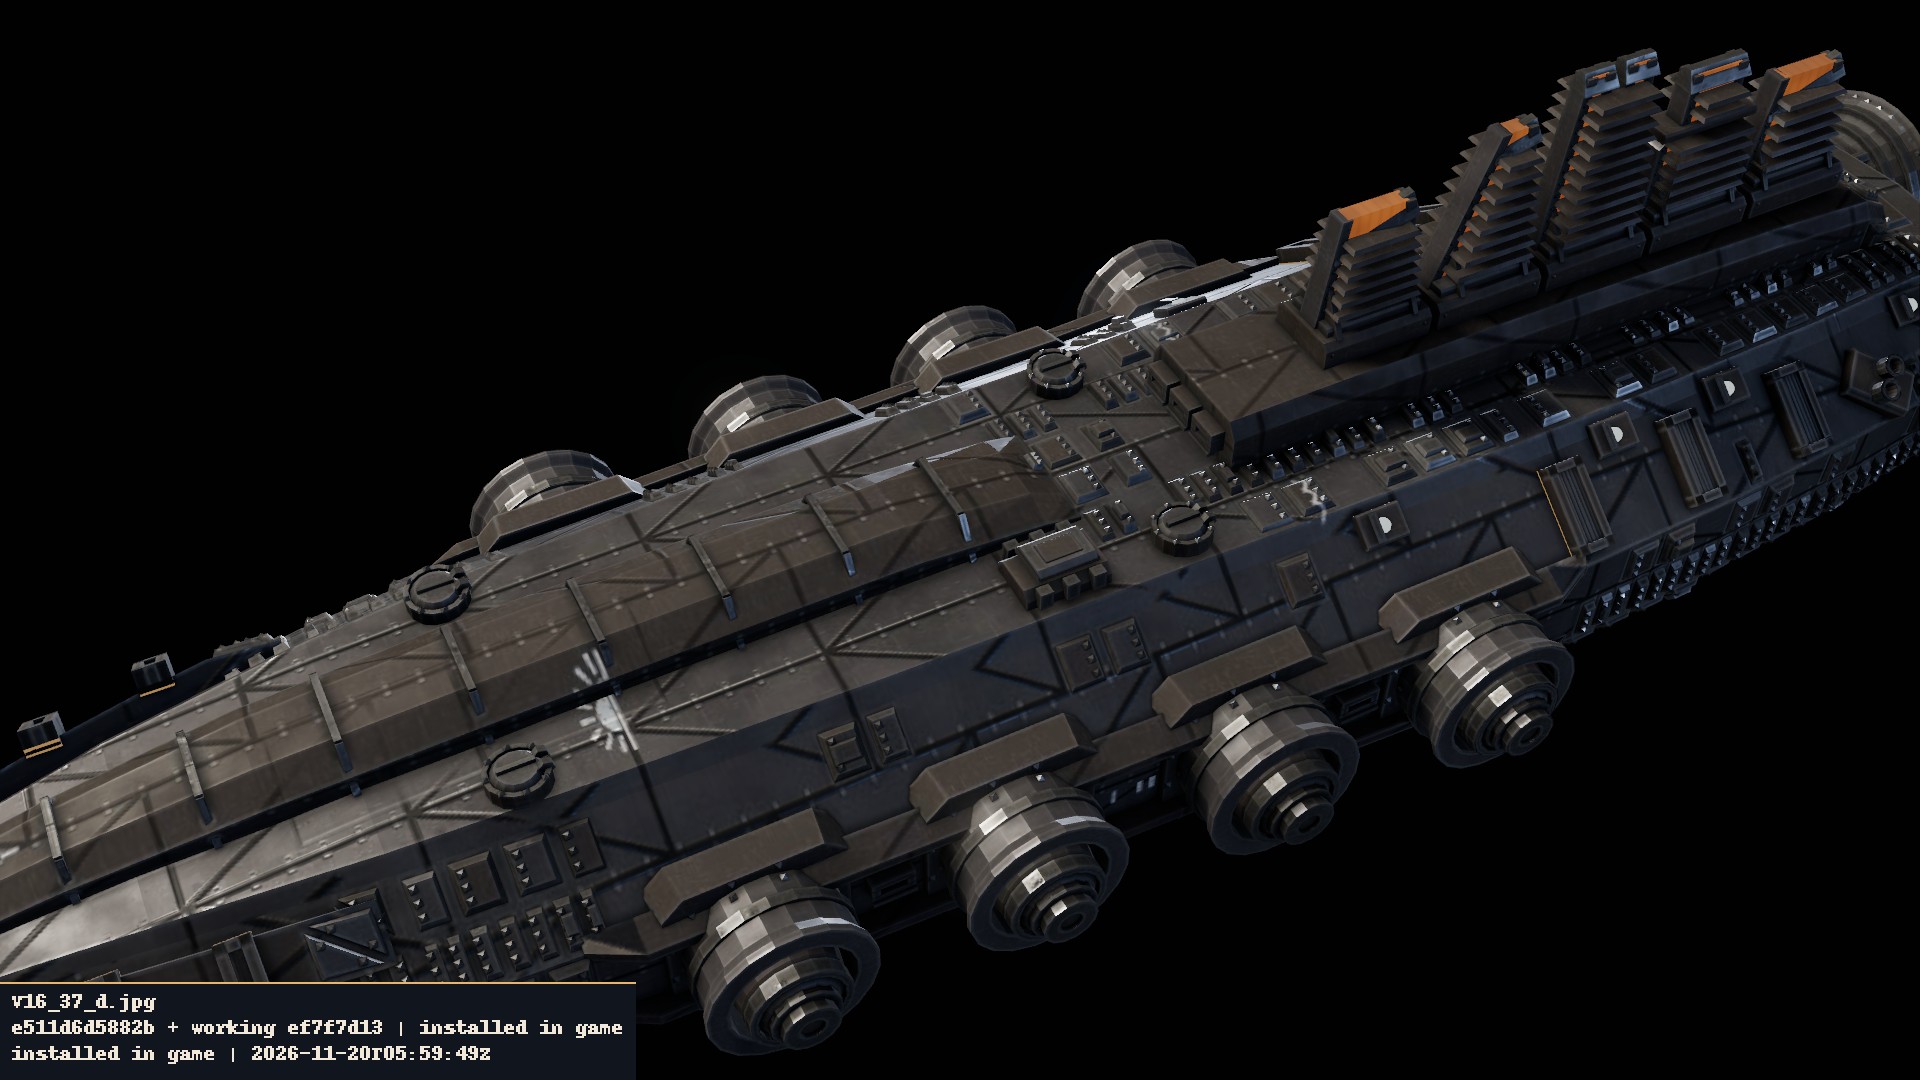 v16_37_d.jpg
e511d6d5882b + working ef7f7d13 | installed in game
installed in game | 2026-11-20T05:59:49z